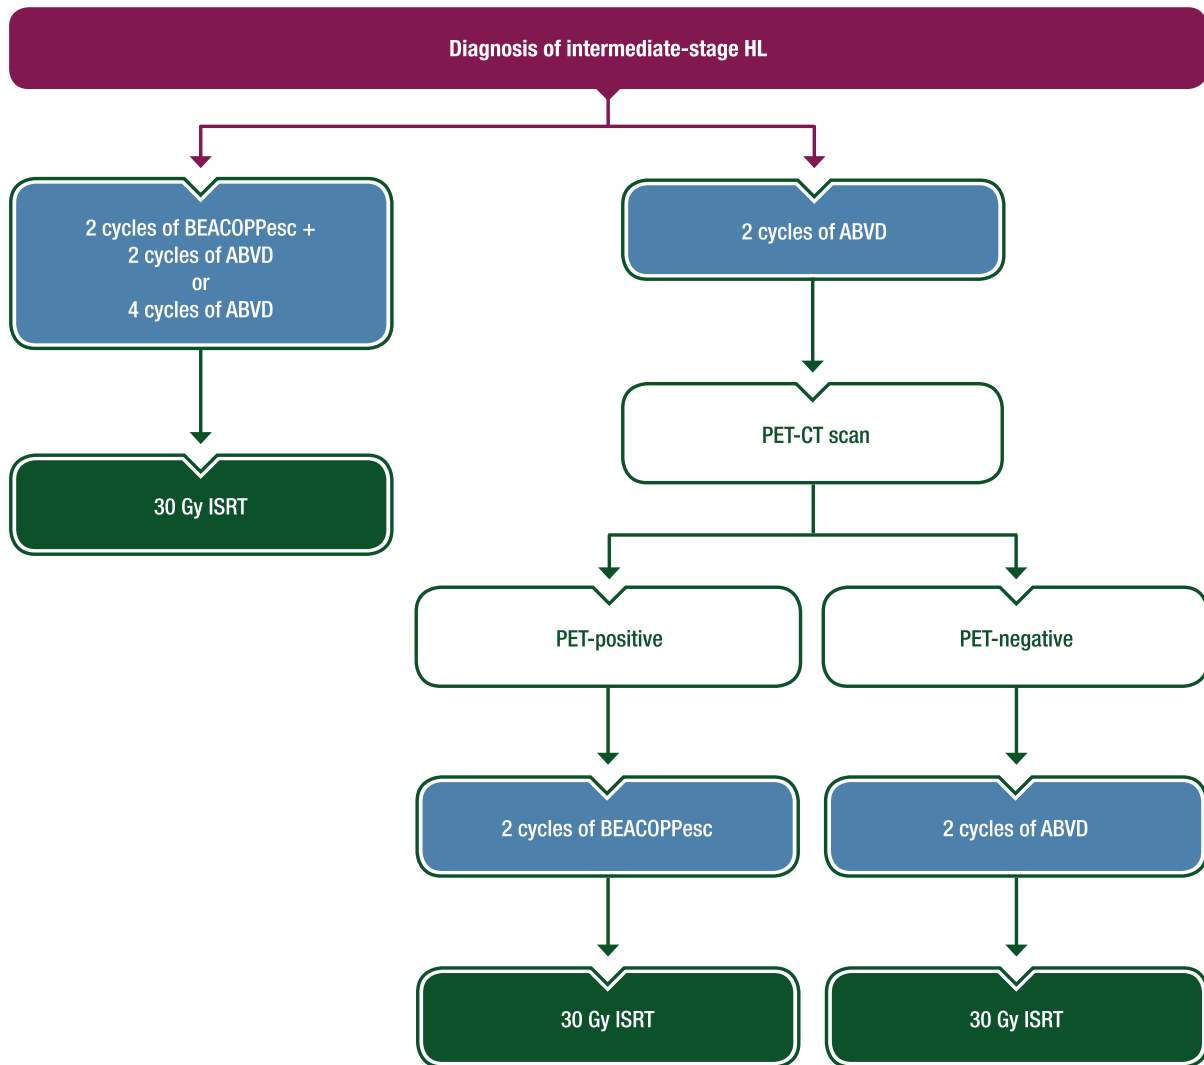 Diagnosis of intermediate-stage HL
2 cycles of BEACOPPesc +
2 cycles of ABVD
or
4 cycles of ABVD
2 cycles of ABVD
PET-CT scan
30 Gy ISRT
PET-positive
PET-negative
2 cycles of BEACOPPesc
2 cycles of ABVD
30 Gy ISRT
30 Gy ISRT